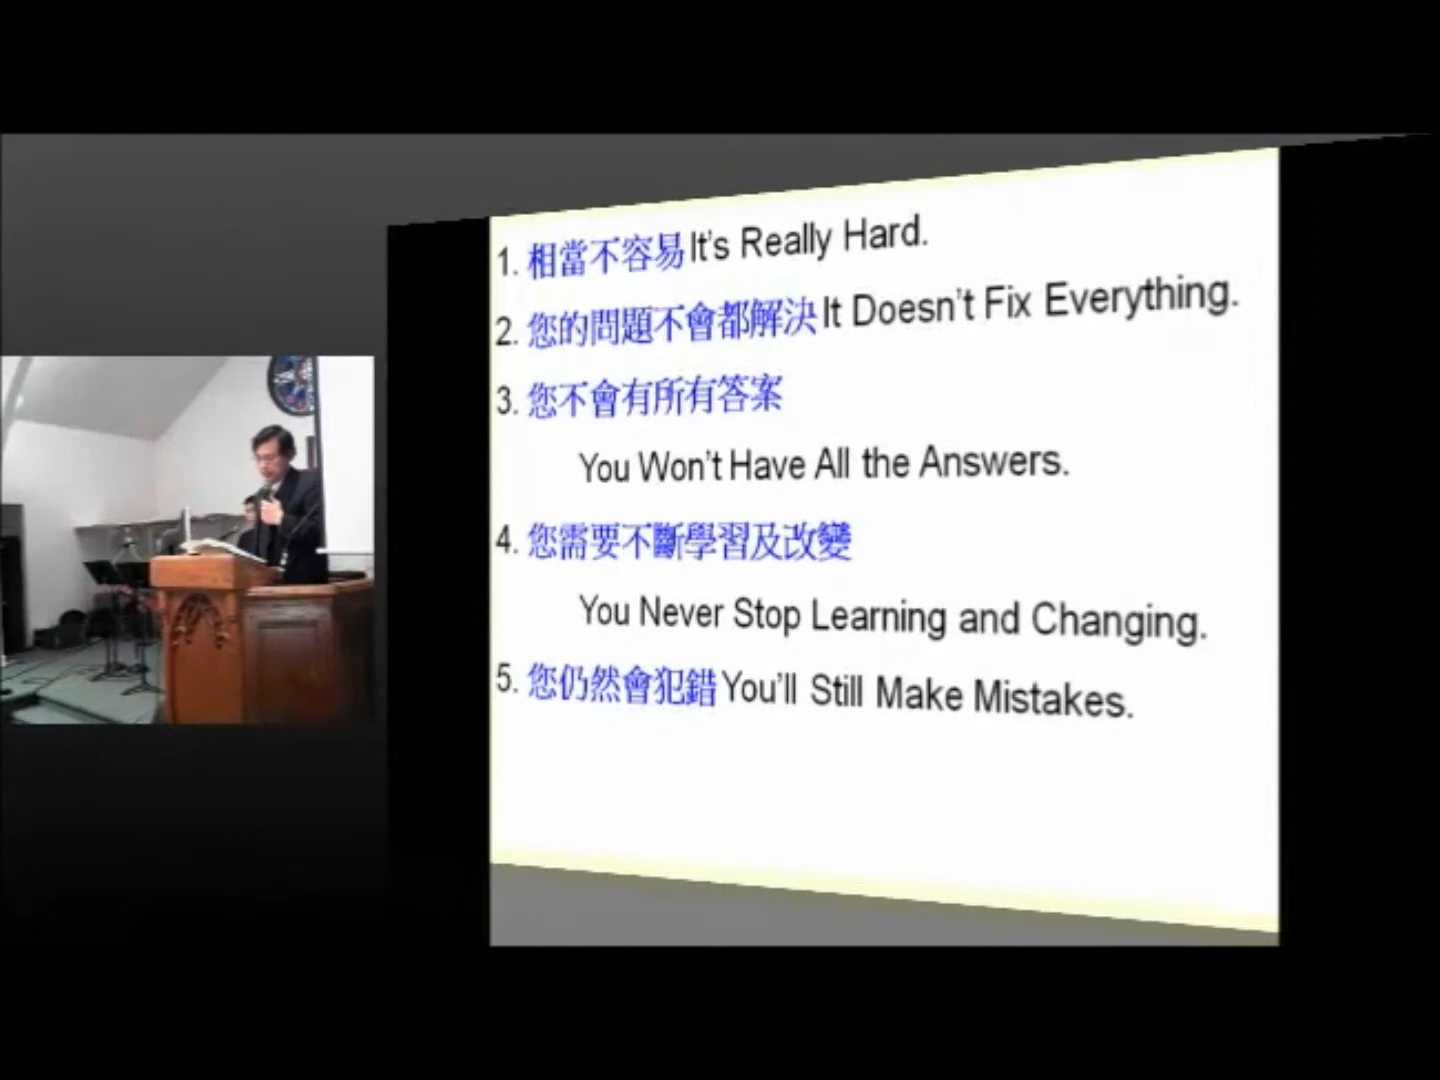 1. 相當不容易 It's Really Hard.
2. 您的問題不會都解決 It Doesn't Fix Everything.
3. 您不會有所有答案
You Won't Have All the Answers.
4. 您需要不斷學習及改變
You Never Stop Learning and Changing.
5. 您仍然會犯錯 You'll Still Make Mistakes.